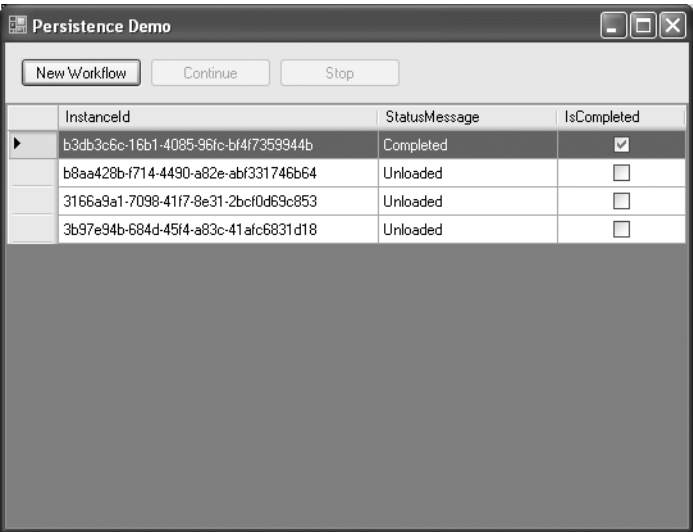 Persistence Demo
New Workflow Continue Stop
InstanceId StatusMessage IsCompleted
b3db3c6c-16b1-4085-96fc-bf4f7359944b Completed
b8aa428b-f714-4490-a82e-abf331746b64 Unloaded
3166a9a1-7098-41f7-8e31-2bcf0d69c853 Unloaded
3b97e94b-684d-45f4-a83c-41afc6831d18 Unloaded